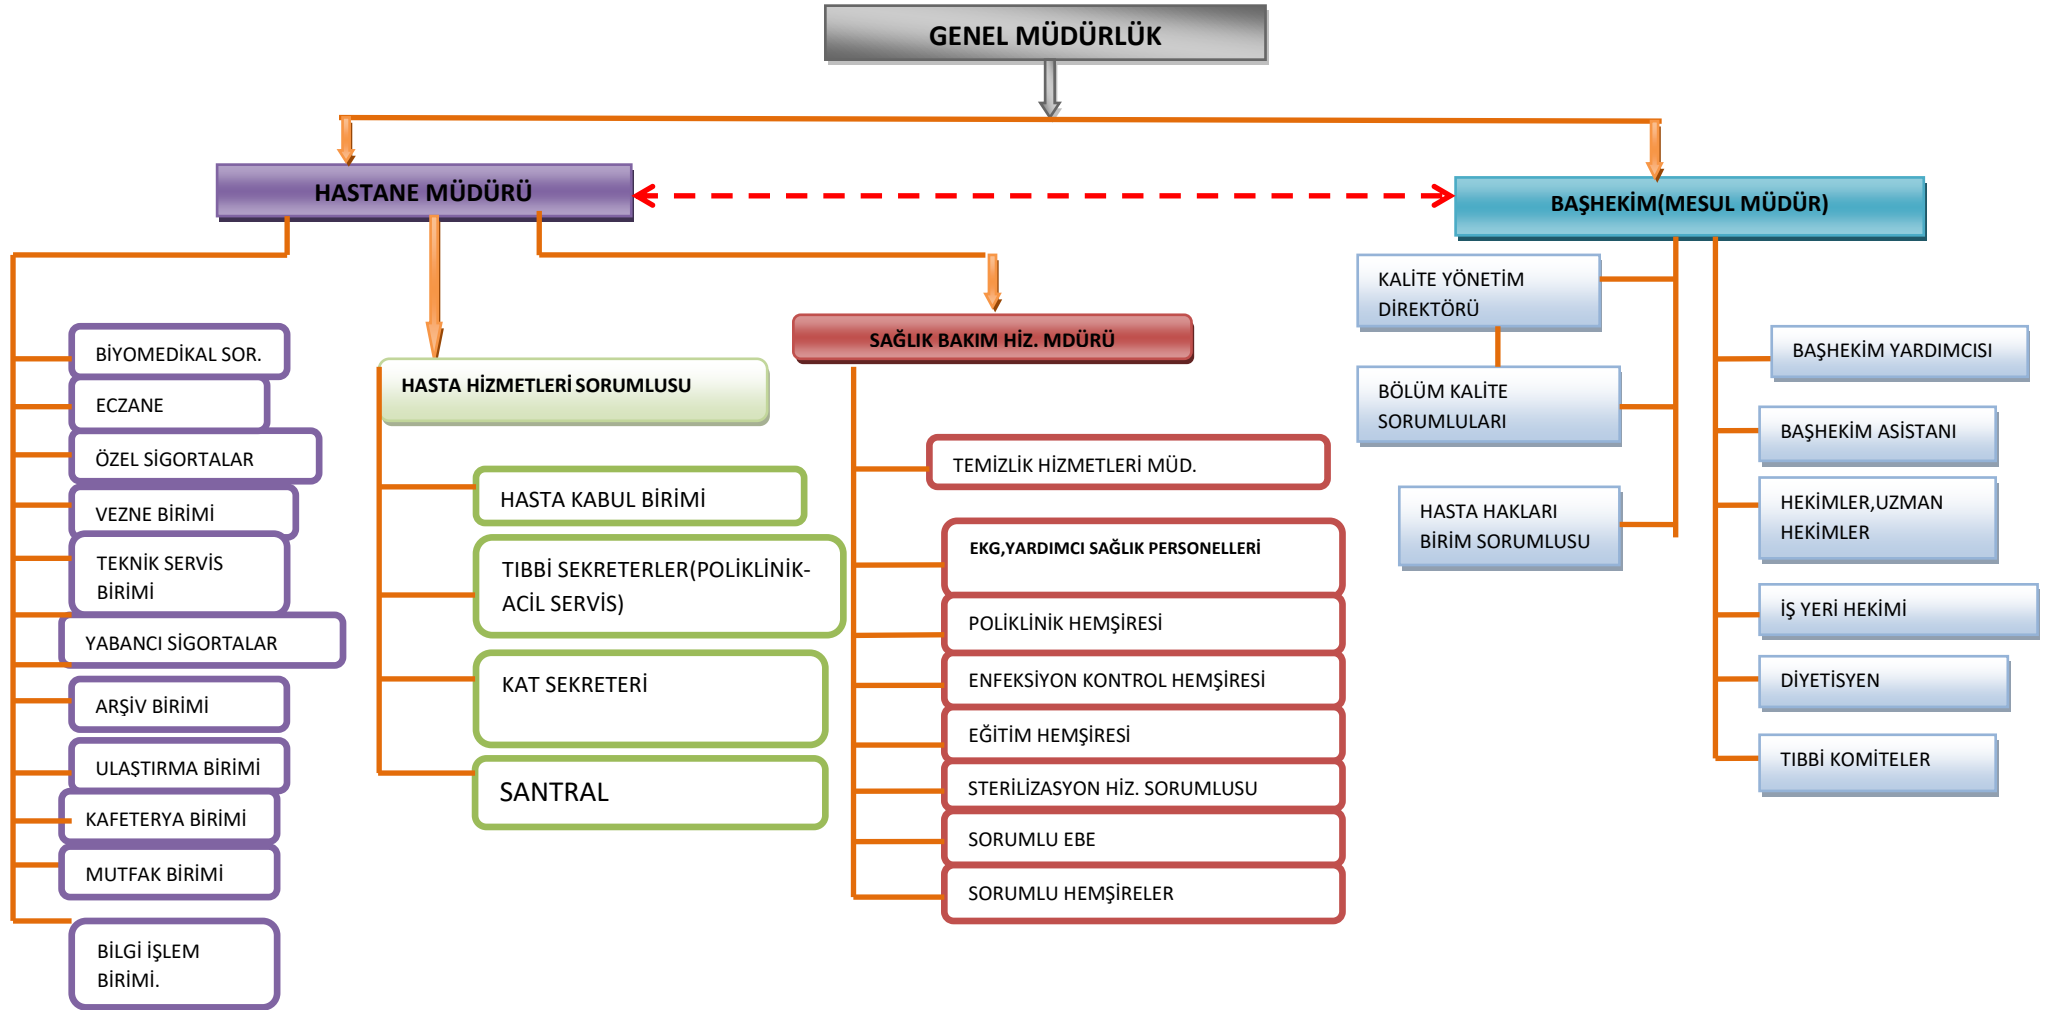 GENEL MÜDÜRLÜK
HASTANE MÜDÜRÜ
BAŞHEKİM(MESUL MÜDÜR)
BİYOMEDİKAL SOR.
ECZANE
ÖZEL SİGORTALAR
VEZNE BİRİMİ
TEKNİK SERVİS
BİRİMİ
YABANCI SİGORTALAR
ARŞİV BİRİMİ
ULAŞTIRMA BİRİMİ
KAFETERYA BİRİMİ
MUTFAK BİRİMİ
BİLGİ İŞLEM
BİRİMİ.
HASTA HİZMETLERİ SORUMLUSU
HASTA KABUL BİRİMİ
TIBBİ SEKRETERLER(POLİKLİNİK-
ACİL SERVİS)
KAT SEKRETERİ
SANTRAL
SAĞLIK BAKIM HİZ. MDÜRÜ
TEMİZLİK HİZMETLERİ MÜD.
EKG,YARDIMCI SAĞLIK PERSONELLERİ
POLİKLİNİK HEMŞİRESİ
ENFEKSİYON KONTROL HEMŞİRESİ
EĞİTİM HEMŞİRESİ
STERİLİZASYON HİZ. SORUMLUSU
SORUMLU EBE
SORUMLU HEMŞİRELER
KALİTE YÖNETİM
DİREKTÖRÜ
BÖLÜM KALİTE
SORUMLULARI
HASTA HAKLARI
BİRİM SORUMLUSU
BAŞHEKİM YARDIMCISI
BAŞHEKİM ASİSTANI
HEKİMLER,UZMAN
HEKİMLER
İŞ YERİ HEKİMİ
DİYETİSYEN
TIBBİ KOMİTELER